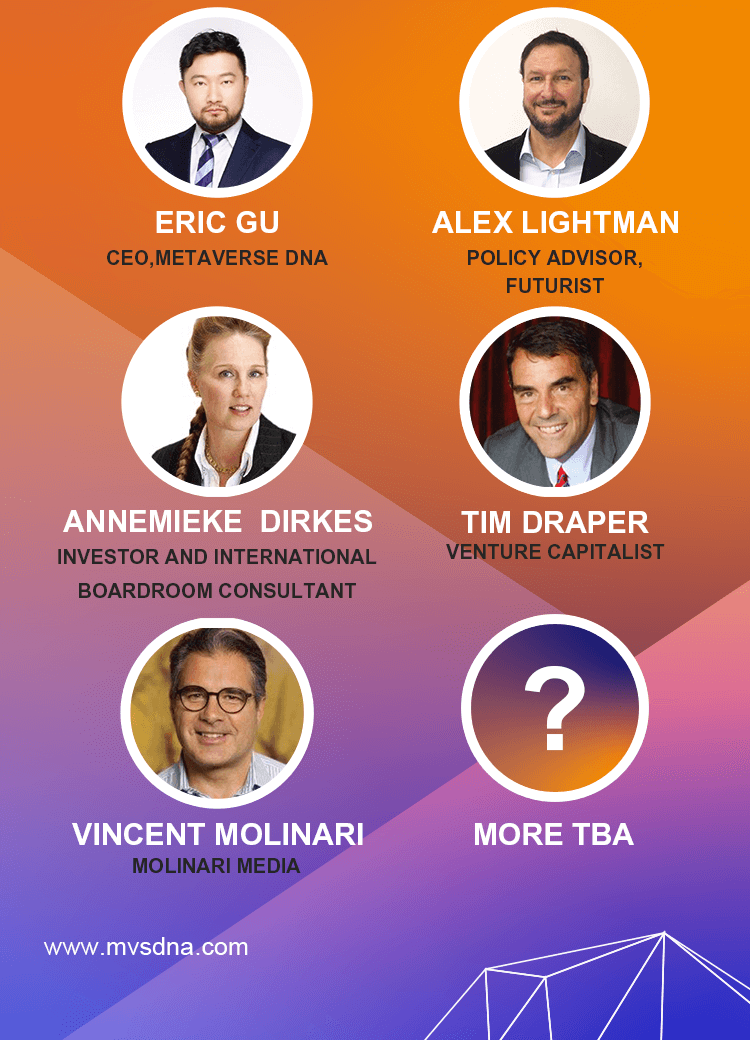 ERIC GU
CEO,METAVERSE DNA
ALEX LIGHTMAN
POLICY ADVISOR,
FUTURIST
ANNEMIEKE  DIRKES
INVESTOR AND INTERNATIONAL
BOARDROOM CONSULTANT
TIM DRAPER
VENTURE CAPITALIST
VINCENT MOLINARI
MOLINARI MEDIA
?
MORE TBA
www.mvsdna.com